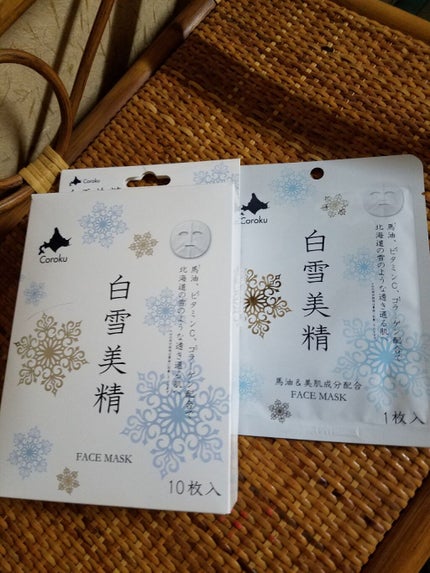 Coroku
Coroku
白雪美精
馬油、ビタミンC、コラーゲン配合
北海道の雪のような透き通る肌へ
FACE MASK
10枚入
Coroku
白雪美精
馬油、ビタミンC、コラーゲン配合
北海道の雪のような透き通る肌へ
馬油&美肌成分配合
FACE MASK
1枚入